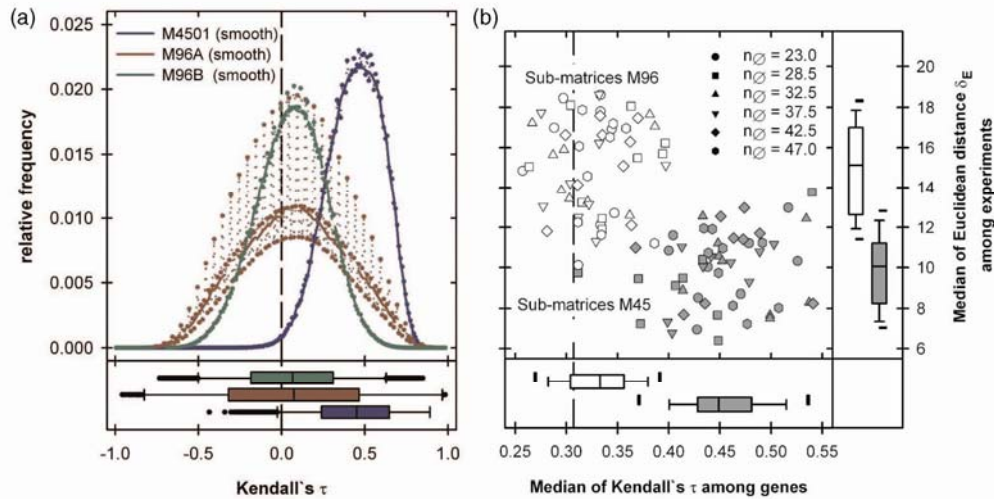 (a)
M4501 (smooth)
M96A (smooth)
M96B (smooth)
relative frequency
0.025
0.020
0.015
0.010
0.005
0.000
-1.0 -0.5 0.0 0.5 1.0
Kendall`s τ
(b)
Sub-matrices M96
n∅ = 23.0
n∅ = 28.5
n∅ = 32.5
n∅ = 37.5
n∅ = 42.5
n∅ = 47.0
Sub-matrices M45
20
18
16
14
12
10
8
6
Median of Euclidean distance δE
among experiments
0.25 0.30 0.35 0.40 0.45 0.50 0.55
Median of Kendall`s τ among genes